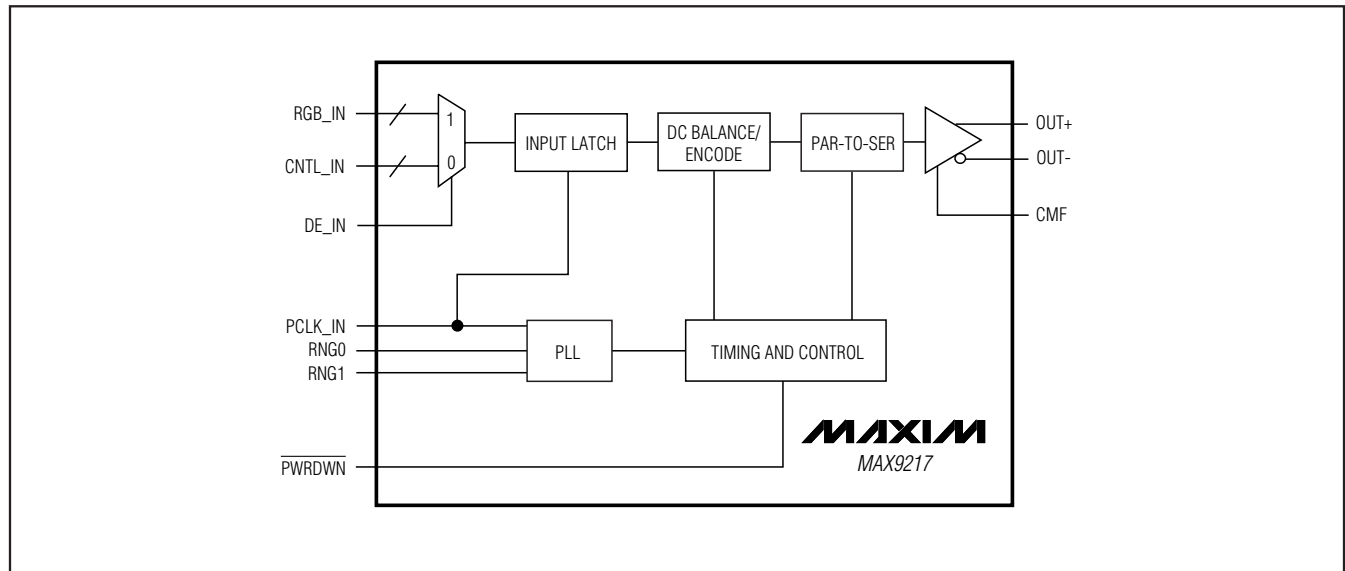 RGB_IN
CNTL_IN
DE_IN
PCLK_IN
RNG0
RNG1
PWRDWN
1
0
INPUT LATCH
DC BALANCE/
ENCODE
PAR-TO-SER
PLL
TIMING AND CONTROL
OUT+
OUT-
CMF
MAXIM
MAX9217